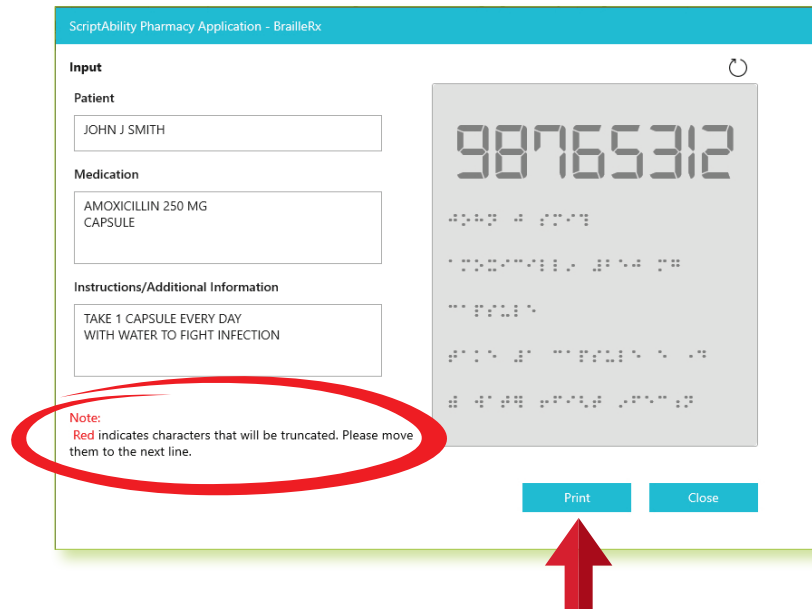 ScriptAbility Pharmacy Application - BrailleRx
Input
Patient
JOHN J SMITH
Medication
AMOXICILLIN 250 MG
CAPSULE
Instructions/Additional Information
TAKE 1 CAPSULE EVERY DAY
WITH WATER TO FIGHT INFECTION
Note:
Red indicates characters that will be truncated. Please move
them to the next line.
98765312
Print
Close